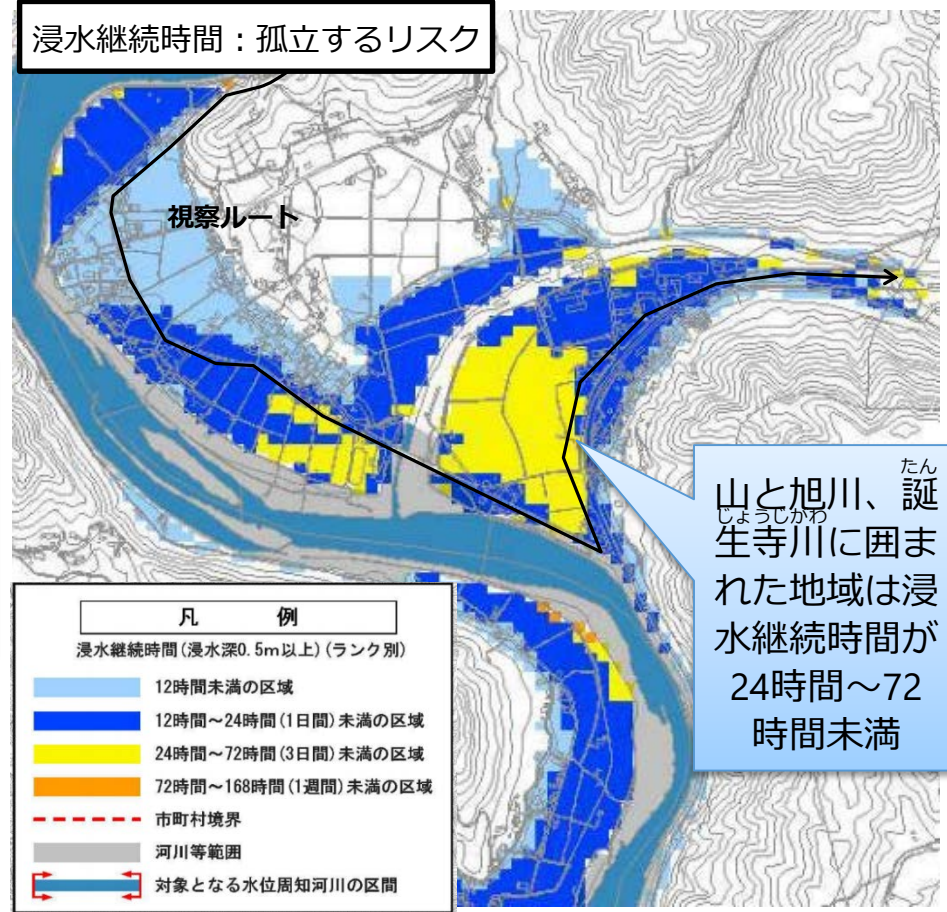 浸水継続時間：孤立するリスク
視察ルート
山と旭川、誕
生寺川に囲ま
れた地域は浸
水継続時間が
24時間～72
時間未満
たん
じょうじがわ
凡　例
浸水継続時間(浸水深0.5m以上)(ランク別)
12時間未満の区域
12時間～24時間(1日間)未満の区域
24時間～72時間(3日間)未満の区域
72時間～168時間(1週間)未満の区域
市町村境界
河川等範囲
対象となる水位周知河川の区間